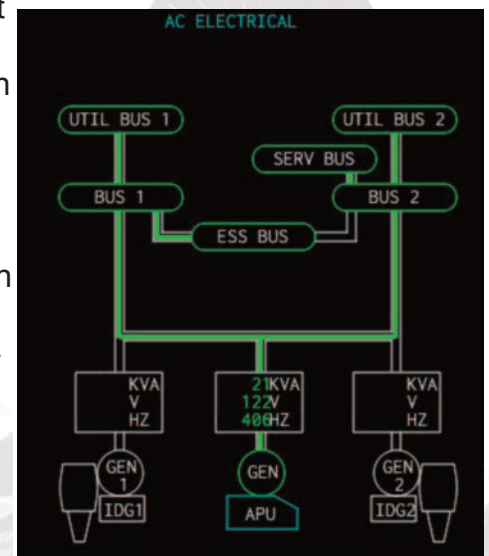 t
AC ELECTRICAL
n
UTIL BUS 1
UTIL BUS 2
SERV BUS
BUS 1
BUS 2
ESS BUS
n
KVA
V
HZ
21KVA
122V
406HZ
KVA
V
HZ
GEN
1
GEN
GEN
2
IDG1
APU
IDG2